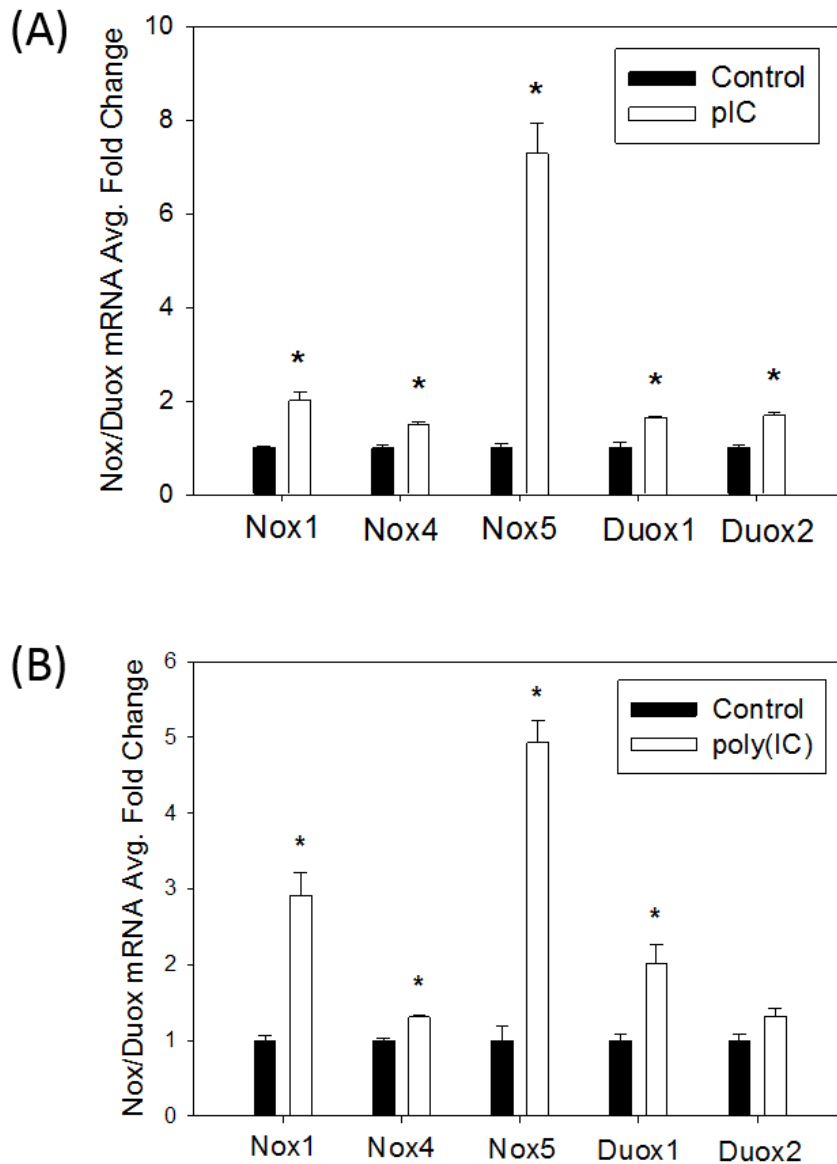 (A)
Nox/Duox mRNA Avg. Fold Change
10
8
6
4
2
0
Control
pIC
*
*
*
*
*
Nox1 Nox4 Nox5 Duox1 Duox2
(B)
Nox/Duox mRNA Avg. Fold Change
6
5
4
3
2
1
0
Control
poly(IC)
*
*
*
*
Nox1 Nox4 Nox5 Duox1 Duox2